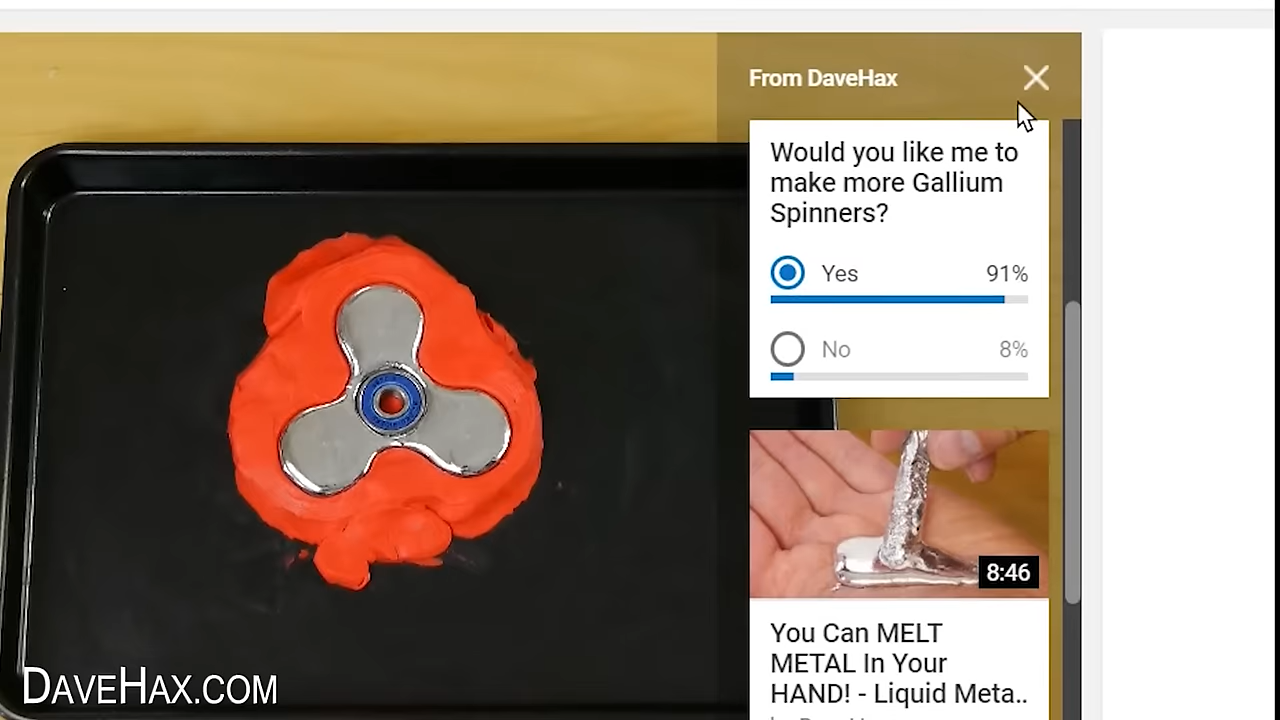 From DaveHax
Would you like me to
make more Gallium
Spinners?
Yes 91%
No 8%
8:46
You Can MELT
METAL In Your
HAND! - Liquid Meta..
DAVEHAX.COM